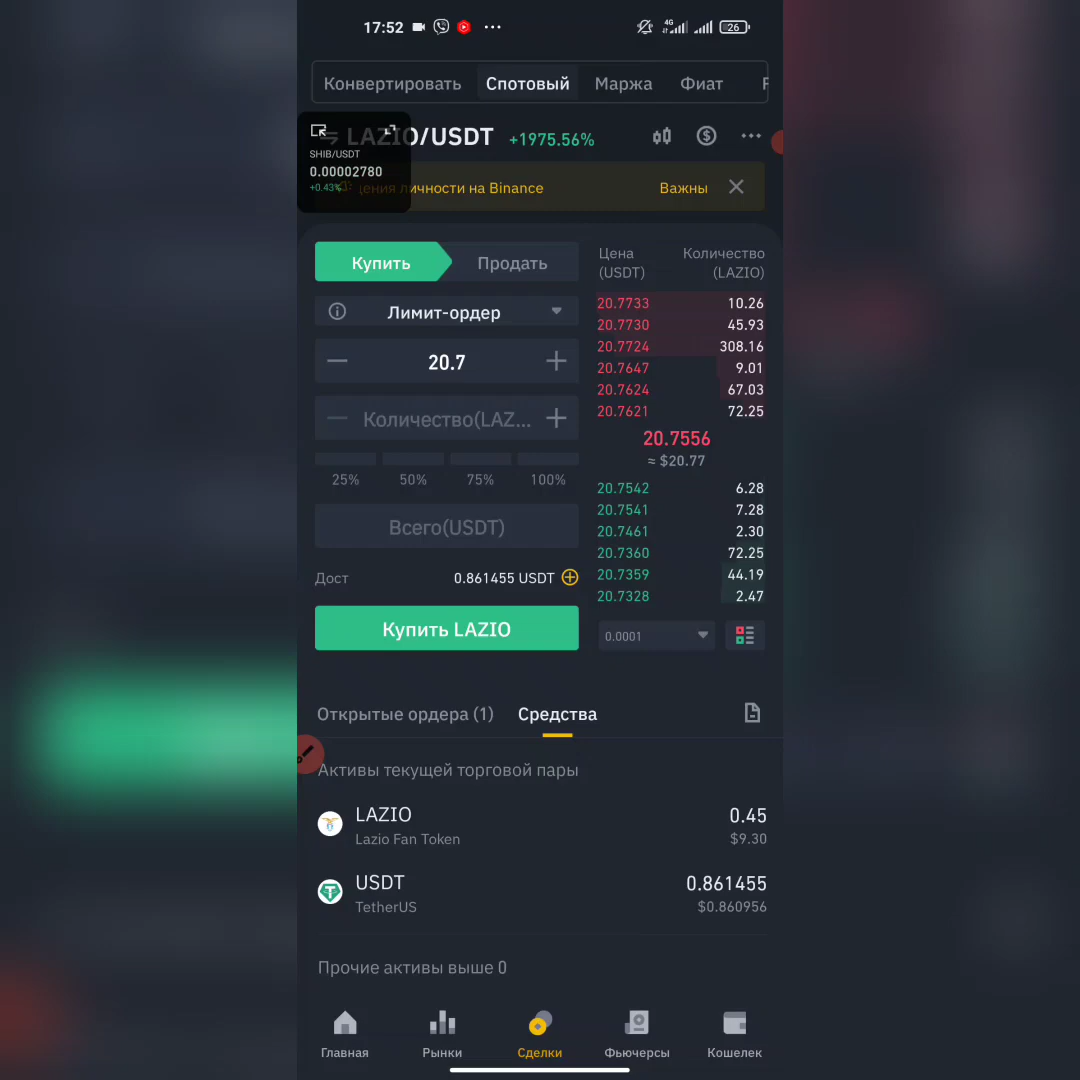 17:52
4G
26
Конвертировать Спотовый Маржа Фиат
LAZIO/USDT +1975.56%
SHIB/USDT
0.00002780
+0.43%
личности на Binance Важны
Купить Продать
Цена Количество
(USDT) (LAZIO)
Лимит-ордер
20.7
Количество(LAZ...
25% 50% 75% 100%
Всего(USDT)
Дост 0.861455 USDT
Купить LAZIO
20.7733 10.26
20.7730 45.93
20.7724 308.16
20.7647 9.01
20.7624 67.03
20.7621 72.25
20.7556
≈ $20.77
20.7542 6.28
20.7541 7.28
20.7461 2.30
20.7360 72.25
20.7359 44.19
20.7328 2.47
0.0001
Открытые ордера (1) Средства
Активы текущей торговой пары
LAZIO 0.45
Lazio Fan Token $9.30
USDT 0.861455
TetherUS $0.860956
Прочие активы выше 0
Главная Рынки Сделки Фьючерсы Кошелек